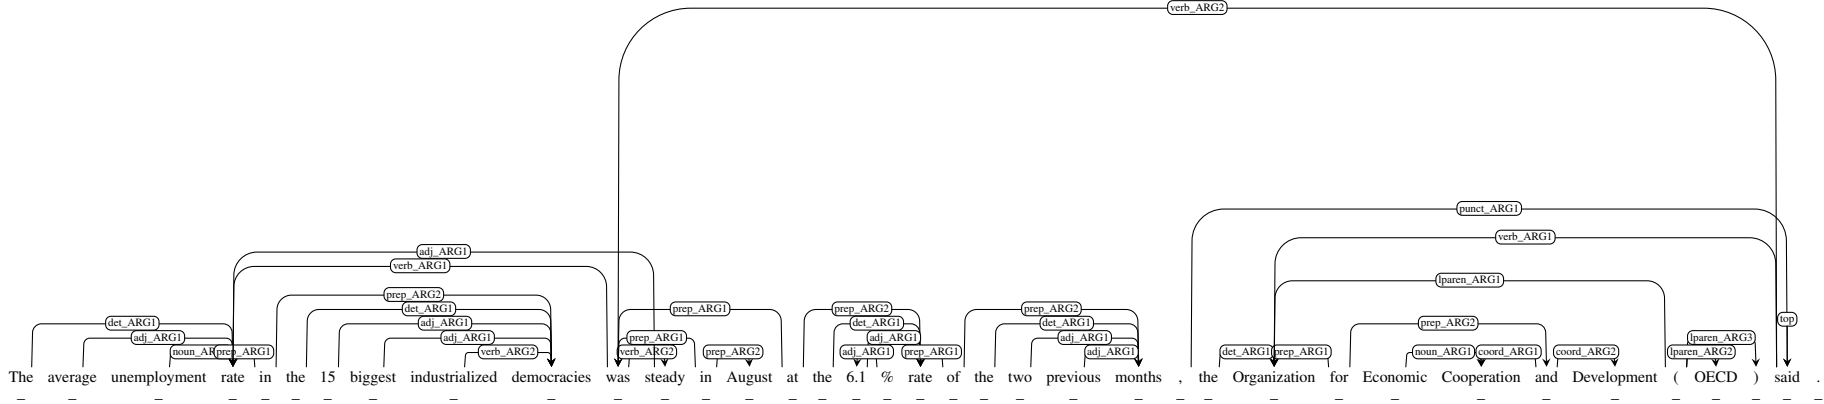 verb_ARG2
punct_ARG1
verb_ARG1
adj_ARG1
verb_ARG1
lparen_ARG1
prep_ARG2
det_ARG1 prep_ARG1 prep_ARG2 prep_ARG2
det_ARG1 adj_ARG1 det_ARG1 det_ARG1 prep_ARG2 top
adj_ARG1 adj_ARG1 prep_ARG1 adj_ARG1 adj_ARG1 lparen_ARG3
prep_ARG1 verb_ARG2 verb_ARG2 prep_ARG2 adj_ARG1 prep_ARG1 adj_ARG1 det_ARG1 prep_ARG1 noun_ARG1 coord_ARG1 coord_ARG2 lparen_ARG2
The average unemployment rate in the 15 biggest industrialized democracies was steady in August at the 6.1 % rate of the two previous months , the Organization for Economic Cooperation and Development ( OECD ) said .